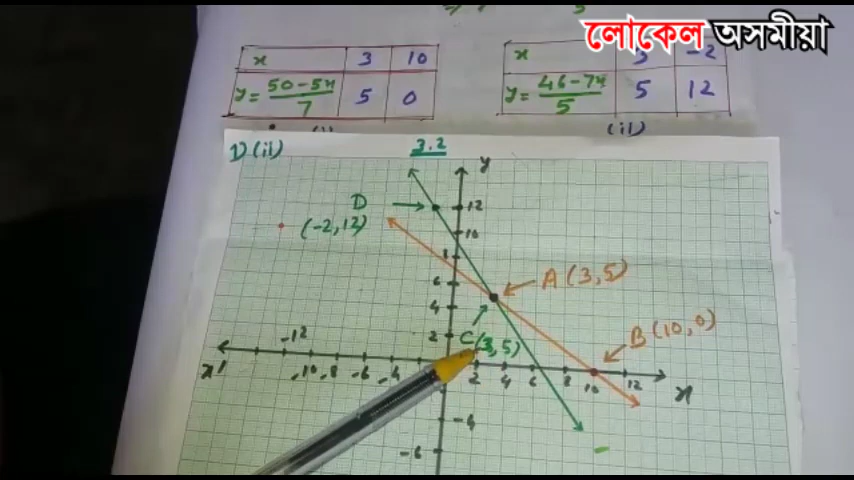 লোকেল অসমীয়া
x 3 10
y = 50-5x/7 5 0
x 3 -2
y = 46-7x/5 5 12
(i)
(ii)
1) (ii)
3.2
y
D
12
(-2, 12)
10
8
6
A (3, 5)
4
B (10, 0)
2
C (3, 5)
-12
x'
-10 -8 -6 -4
2 4 6 8 10 12
x
-4
-6